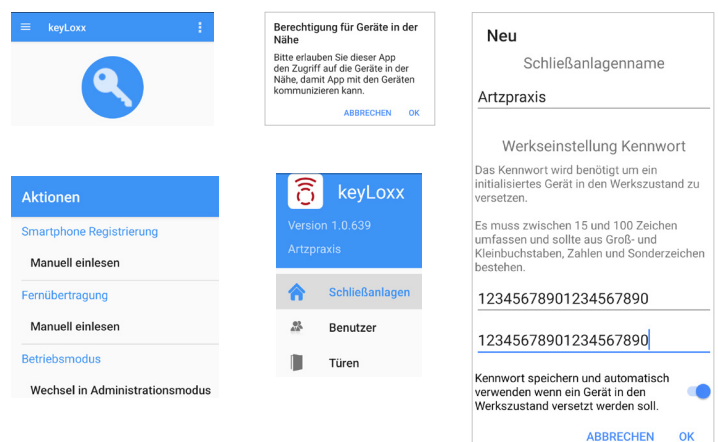 keyLoxx
Berechtigung für Geräte in der
Nähe
Bitte erlauben Sie dieser App
den Zugriff auf die Geräte in der
Nähe, damit App mit den Geräten
kommunizieren kann.
ABBRECHEN OK
Neu
Schließanlagenname
Artzpraxis
Werkseinstellung Kennwort
Das Kennwort wird benötigt um ein
initialisiertes Gerät in den Werkszustand zu
versetzen.
Es muss zwischen 15 und 100 Zeichen
umfassen und sollte aus Groß- und
Kleinbuchstaben, Zahlen und Sonderzeichen
bestehen.
12345678901234567890
12345678901234567890
Kennwort speichern und automatisch
verwenden wenn ein Gerät in den
Werkszustand versetzt werden soll.
ABBRECHEN OK
Aktionen
Smartphone Registrierung
Manuell einlesen
Fernübertragung
Manuell einlesen
Betriebsmodus
Wechsel in Administrationsmodus
keyLoxx
Version 1.0.639
Artzpraxis
Schließanlagen
Benutzer
Türen